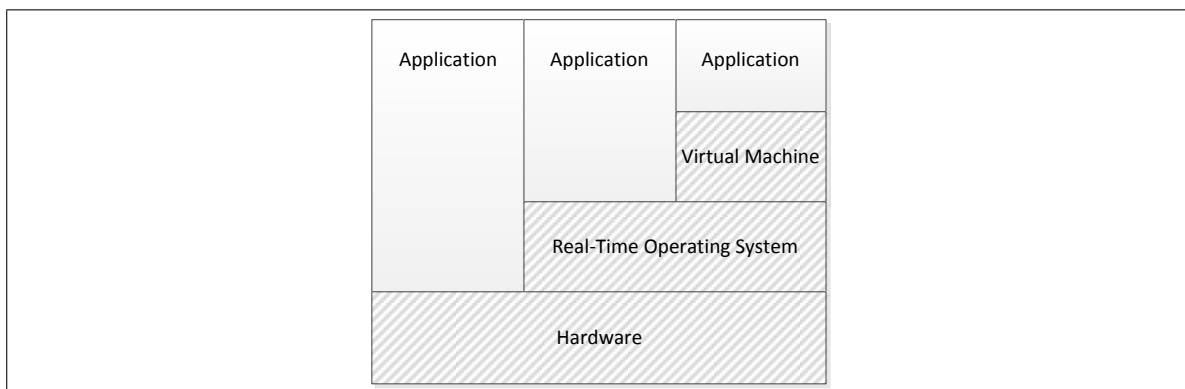 Application
Application
Application
Virtual Machine
Real-Time Operating System
Hardware